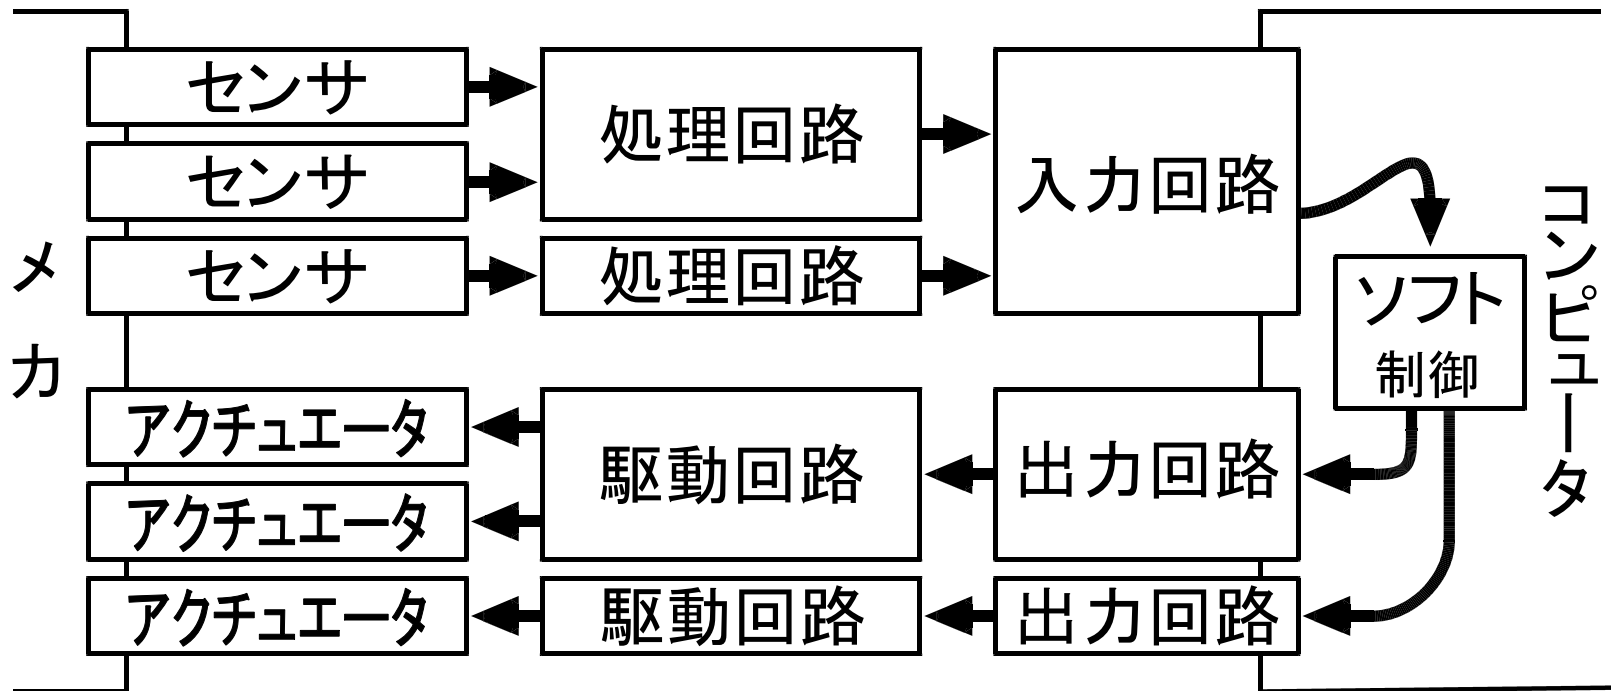 センサ
センサ
センサ
処理回路
処理回路
入力回路
メカ
アクチュエータ
アクチュエータ
アクチュエータ
駆動回路
駆動回路
出力回路
出力回路
ソフト
制御
コンピュータ